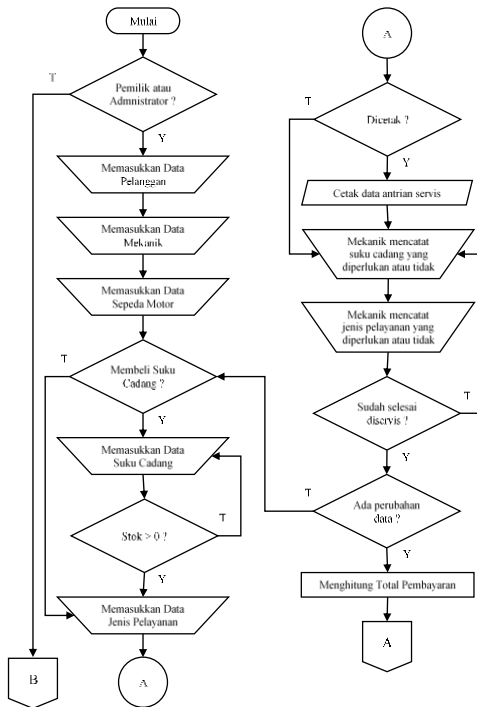 Mulai
T
Pemilik atau
Admnistrator ?
Y
Memasukkan Data
Pelanggan
Memasukkan Data
Mekanik
Memasukkan Data
Sepeda Motor
T
Membeli Suku
Cadang ?
Y
Memasukkan Data
Suku Cadang
T
Stok > 0 ?
Y
Memasukkan Data
Jenis Pelayanan
B
A
A
T
Dicetak ?
Y
Cetak data antrian servis
Mekanik mencatat
suku cadang yang
diperlukan atau tidak
Mekanik mencatat
jenis pelayanan yang
diperlukan atau tidak
T
Sudah selesai
diservis ?
Y
T
Ada perubahan
data ?
Y
Menghitung Total Pembayaran
A